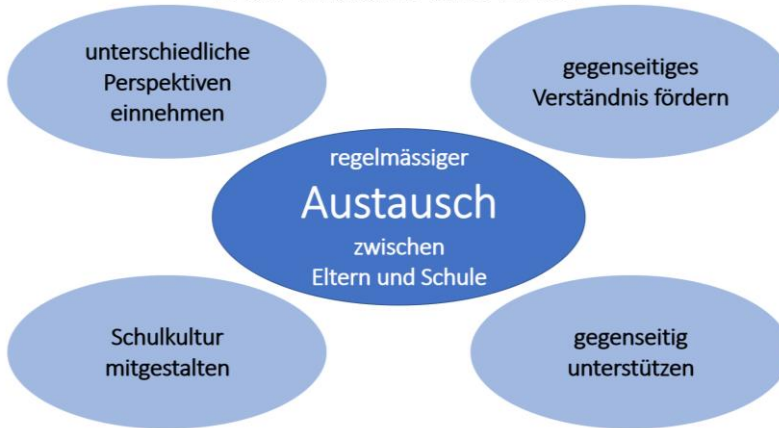 unterschiedliche
Perspektiven
einnehmen
gegenseitiges
Verständnis fördern
regelmässiger
Austausch
zwischen
Eltern und Schule
Schulkultur
mitgestalten
gegenseitig
unterstützen